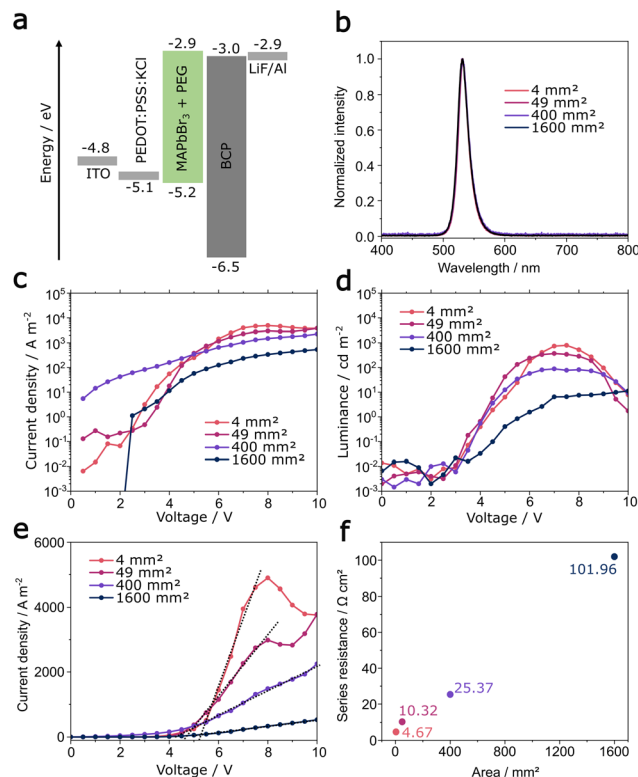 a
Energy / eV
-4.8
ITO
PEDOT:PSS:KCl
-5.1
-2.9
MAPbBr₃ + PEG
-5.2
-3.0
BCP
-6.5
-2.9
LiF/Al
b
Normalized intensity
1.0
0.8
0.6
0.4
0.2
0.0
4 mm²
49 mm²
400 mm²
1600 mm²
400 500 600 700 800
Wavelength / nm
c
Current density / A m⁻²
10⁵
10⁴
10³
10²
10¹
10⁰
10⁻¹
10⁻²
10⁻³
4 mm²
49 mm²
400 mm²
1600 mm²
0 2 4 6 8 10
Voltage / V
d
Luminance / cd m⁻²
10⁵
10⁴
10³
10²
10¹
10⁰
10⁻¹
10⁻²
10⁻³
4 mm²
49 mm²
400 mm²
1600 mm²
0 2 4 6 8 10
Voltage / V
e
Current density / A m⁻²
6000
4000
2000
0
4 mm²
49 mm²
400 mm²
1600 mm²
0 2 4 6 8 10
Voltage / V
f
Series resistance / Ω cm²
100
80
60
40
20
0
101.96
25.37
10.32
4.67
0 400 800 1200 1600
Area / mm²